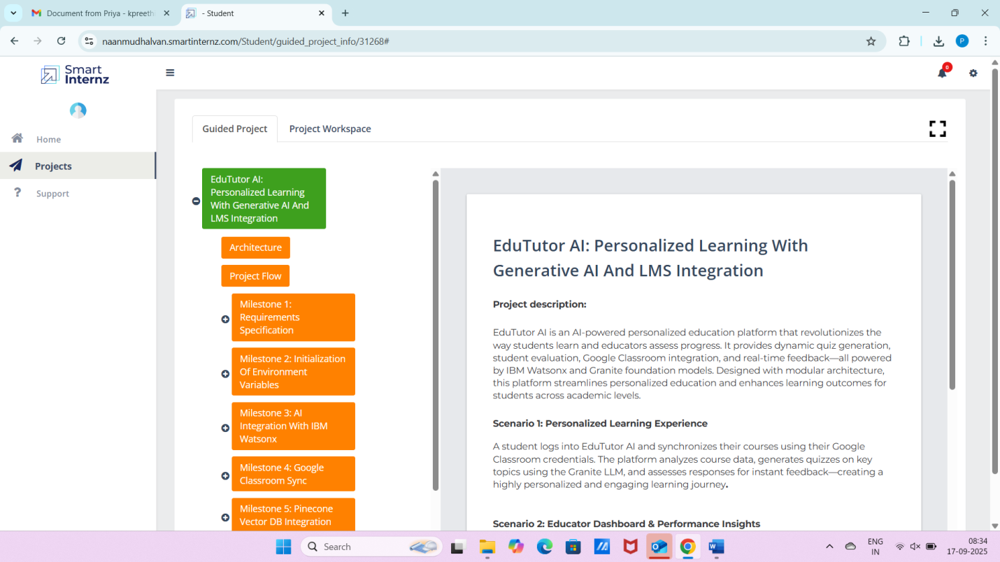 Document from Priya - kpreeth
- Student
naanmudhalvan.smartinternz.com/Student/guided_project_info/31268#
P
Smart
Internz
0
Home
Projects
Support
Guided Project
Project Workspace
EduTutor AI:
Personalized Learning
With Generative AI And
LMS Integration
Architecture
Project Flow
Milestone 1:
Requirements
Specification
Milestone 2: Initialization
Of Environment
Variables
Milestone 3: AI
Integration With IBM
Watsonx
Milestone 4: Google
Classroom Sync
Milestone 5: Pinecone
Vector DB Integration
EduTutor AI: Personalized Learning With
Generative AI And LMS Integration
Project description:
EduTutor AI is an AI-powered personalized education platform that revolutionizes the
way students learn and educators assess progress. It provides dynamic quiz generation,
student evaluation, Google Classroom integration, and real-time feedback—all powered
by IBM Watsonx and Granite foundation models. Designed with modular architecture,
this platform streamlines personalized education and enhances learning outcomes for
students across academic levels.
Scenario 1: Personalized Learning Experience
A student logs into EduTutor AI and synchronizes their courses using their Google
Classroom credentials. The platform analyzes course data, generates quizzes on key
topics using the Granite LLM, and assesses responses for instant feedback—creating a
highly personalized and engaging learning journey.
Scenario 2: Educator Dashboard & Performance Insights
Search
ENG
IN
08:34
17-09-2025